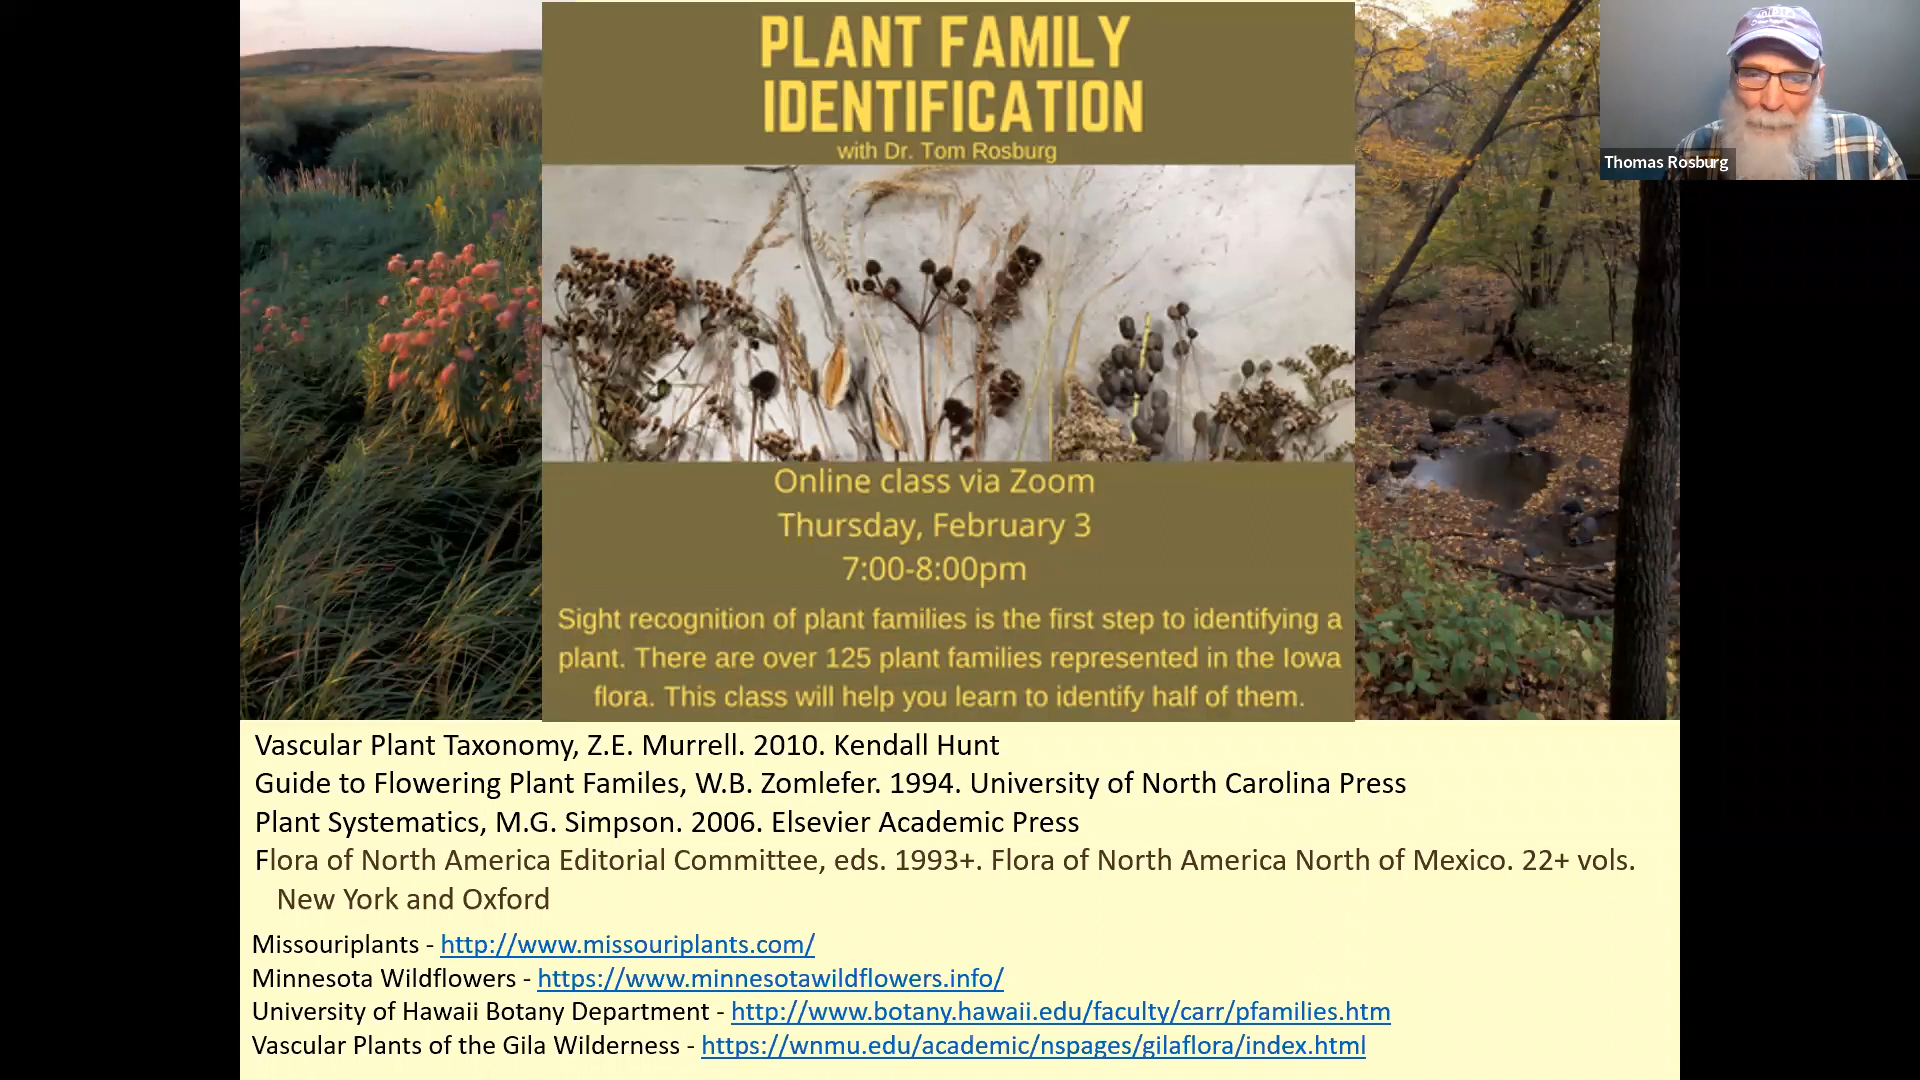 PLANT FAMILY
IDENTIFICATION
with Dr. Tom Rosburg
Thomas Rosburg
Online class via Zoom
Thursday, February 3
7:00-8:00pm
Sight recognition of plant families is the first step to identifying a
plant. There are over 125 plant families represented in the Iowa
flora. This class will help you learn to identify half of them.
Vascular Plant Taxonomy, Z.E. Murrell. 2010. Kendall Hunt
Guide to Flowering Plant Familes, W.B. Zomlefer. 1994. University of North Carolina Press
Plant Systematics, M.G. Simpson. 2006. Elsevier Academic Press
Flora of North America Editorial Committee, eds. 1993+. Flora of North America North of Mexico. 22+ vols.
New York and Oxford
Missouriplants - http://www.missouriplants.com/
Minnesota Wildflowers - https://www.minnesotawildflowers.info/
University of Hawaii Botany Department - http://www.botany.hawaii.edu/faculty/carr/pfamilies.htm
Vascular Plants of the Gila Wilderness - https://wnmu.edu/academic/nspages/gilaflora/index.html